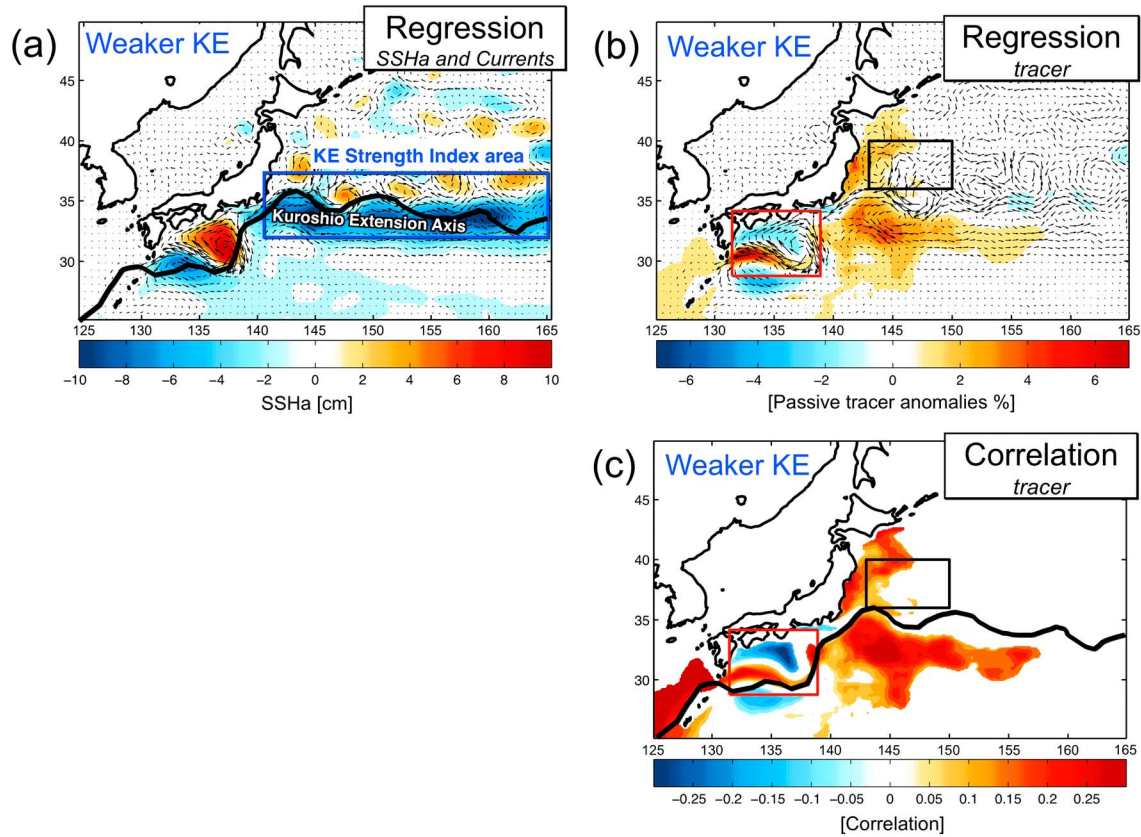 (a)
Weaker KE
Regression
SSHa and Currents
KE Strength Index area
Kuroshio Extension Axis
45
40
35
30
125 130 135 140 145 150 155 160 165
−10 −8 −6 −4 −2 0 2 4 6 8 10
SSHa [cm]
(b)
Weaker KE
Regression
tracer
45
40
35
30
125 130 135 140 145 150 155 160 165
−6 −4 −2 0 2 4 6
[Passive tracer anomalies %]
(c)
Weaker KE
Correlation
tracer
45
40
35
30
125 130 135 140 145 150 155 160 165
−0.25 −0.2 −0.15 −0.1 −0.05 0 0.05 0.1 0.15 0.20 0.25
[Correlation]